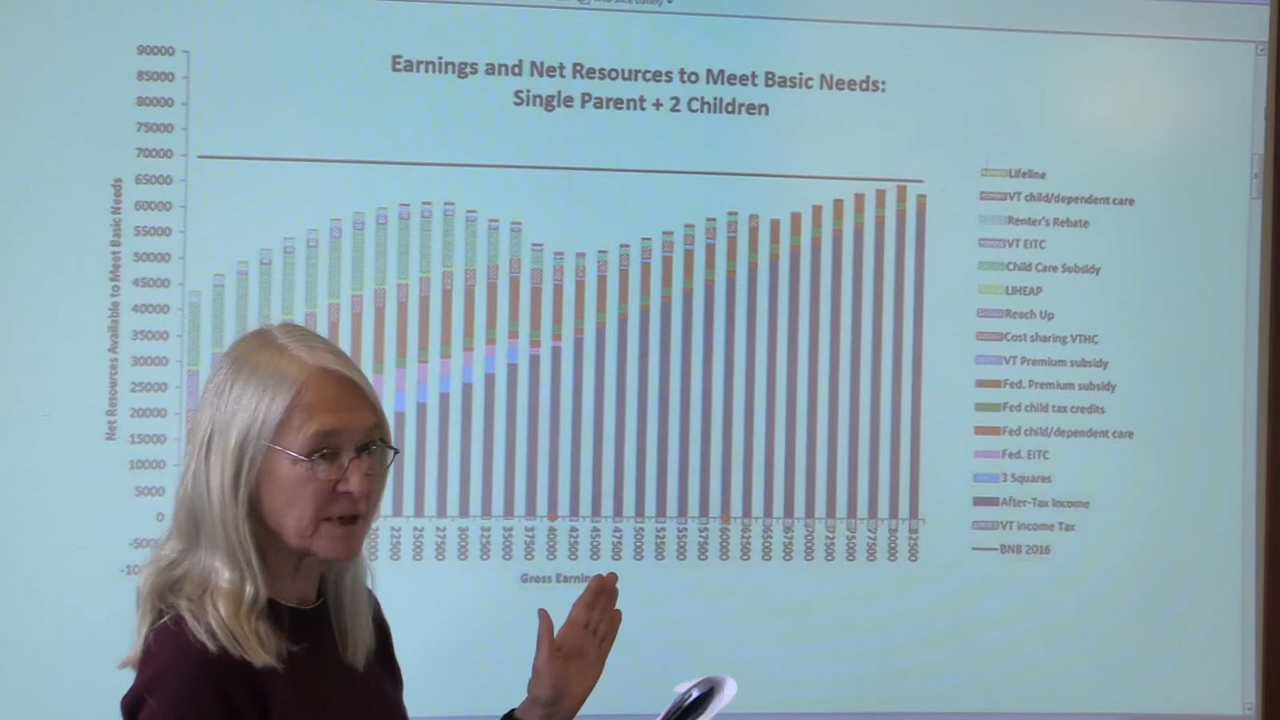 Earnings and Net Resources to Meet Basic Needs:
Single Parent + 2 Children
Net Resources Available to Meet Basic Needs
90000
85000
80000
75000
70000
65000
60000
55000
50000
45000
40000
35000
30000
25000
20000
15000
10000
5000
0
22500
25000
27500
30000
32500
35000
37500
40000
42500
45000
47500
50000
52500
55000
57500
60000
62500
65000
67500
70000
72500
75000
77500
80000
82500
Gross
Lifeline
VT child/dependent care
Renter's Rebate
VT EITC
Child Care Subsidy
LIHEAP
Reach Up
Cost sharing VTHC
VT Premium subsidy
Fed. Premium subsidy
Fed child tax credits
Fed child/dependent care
Fed. EITC
3 Squares
After-Tax Income
VT income Tax
BNB 2016